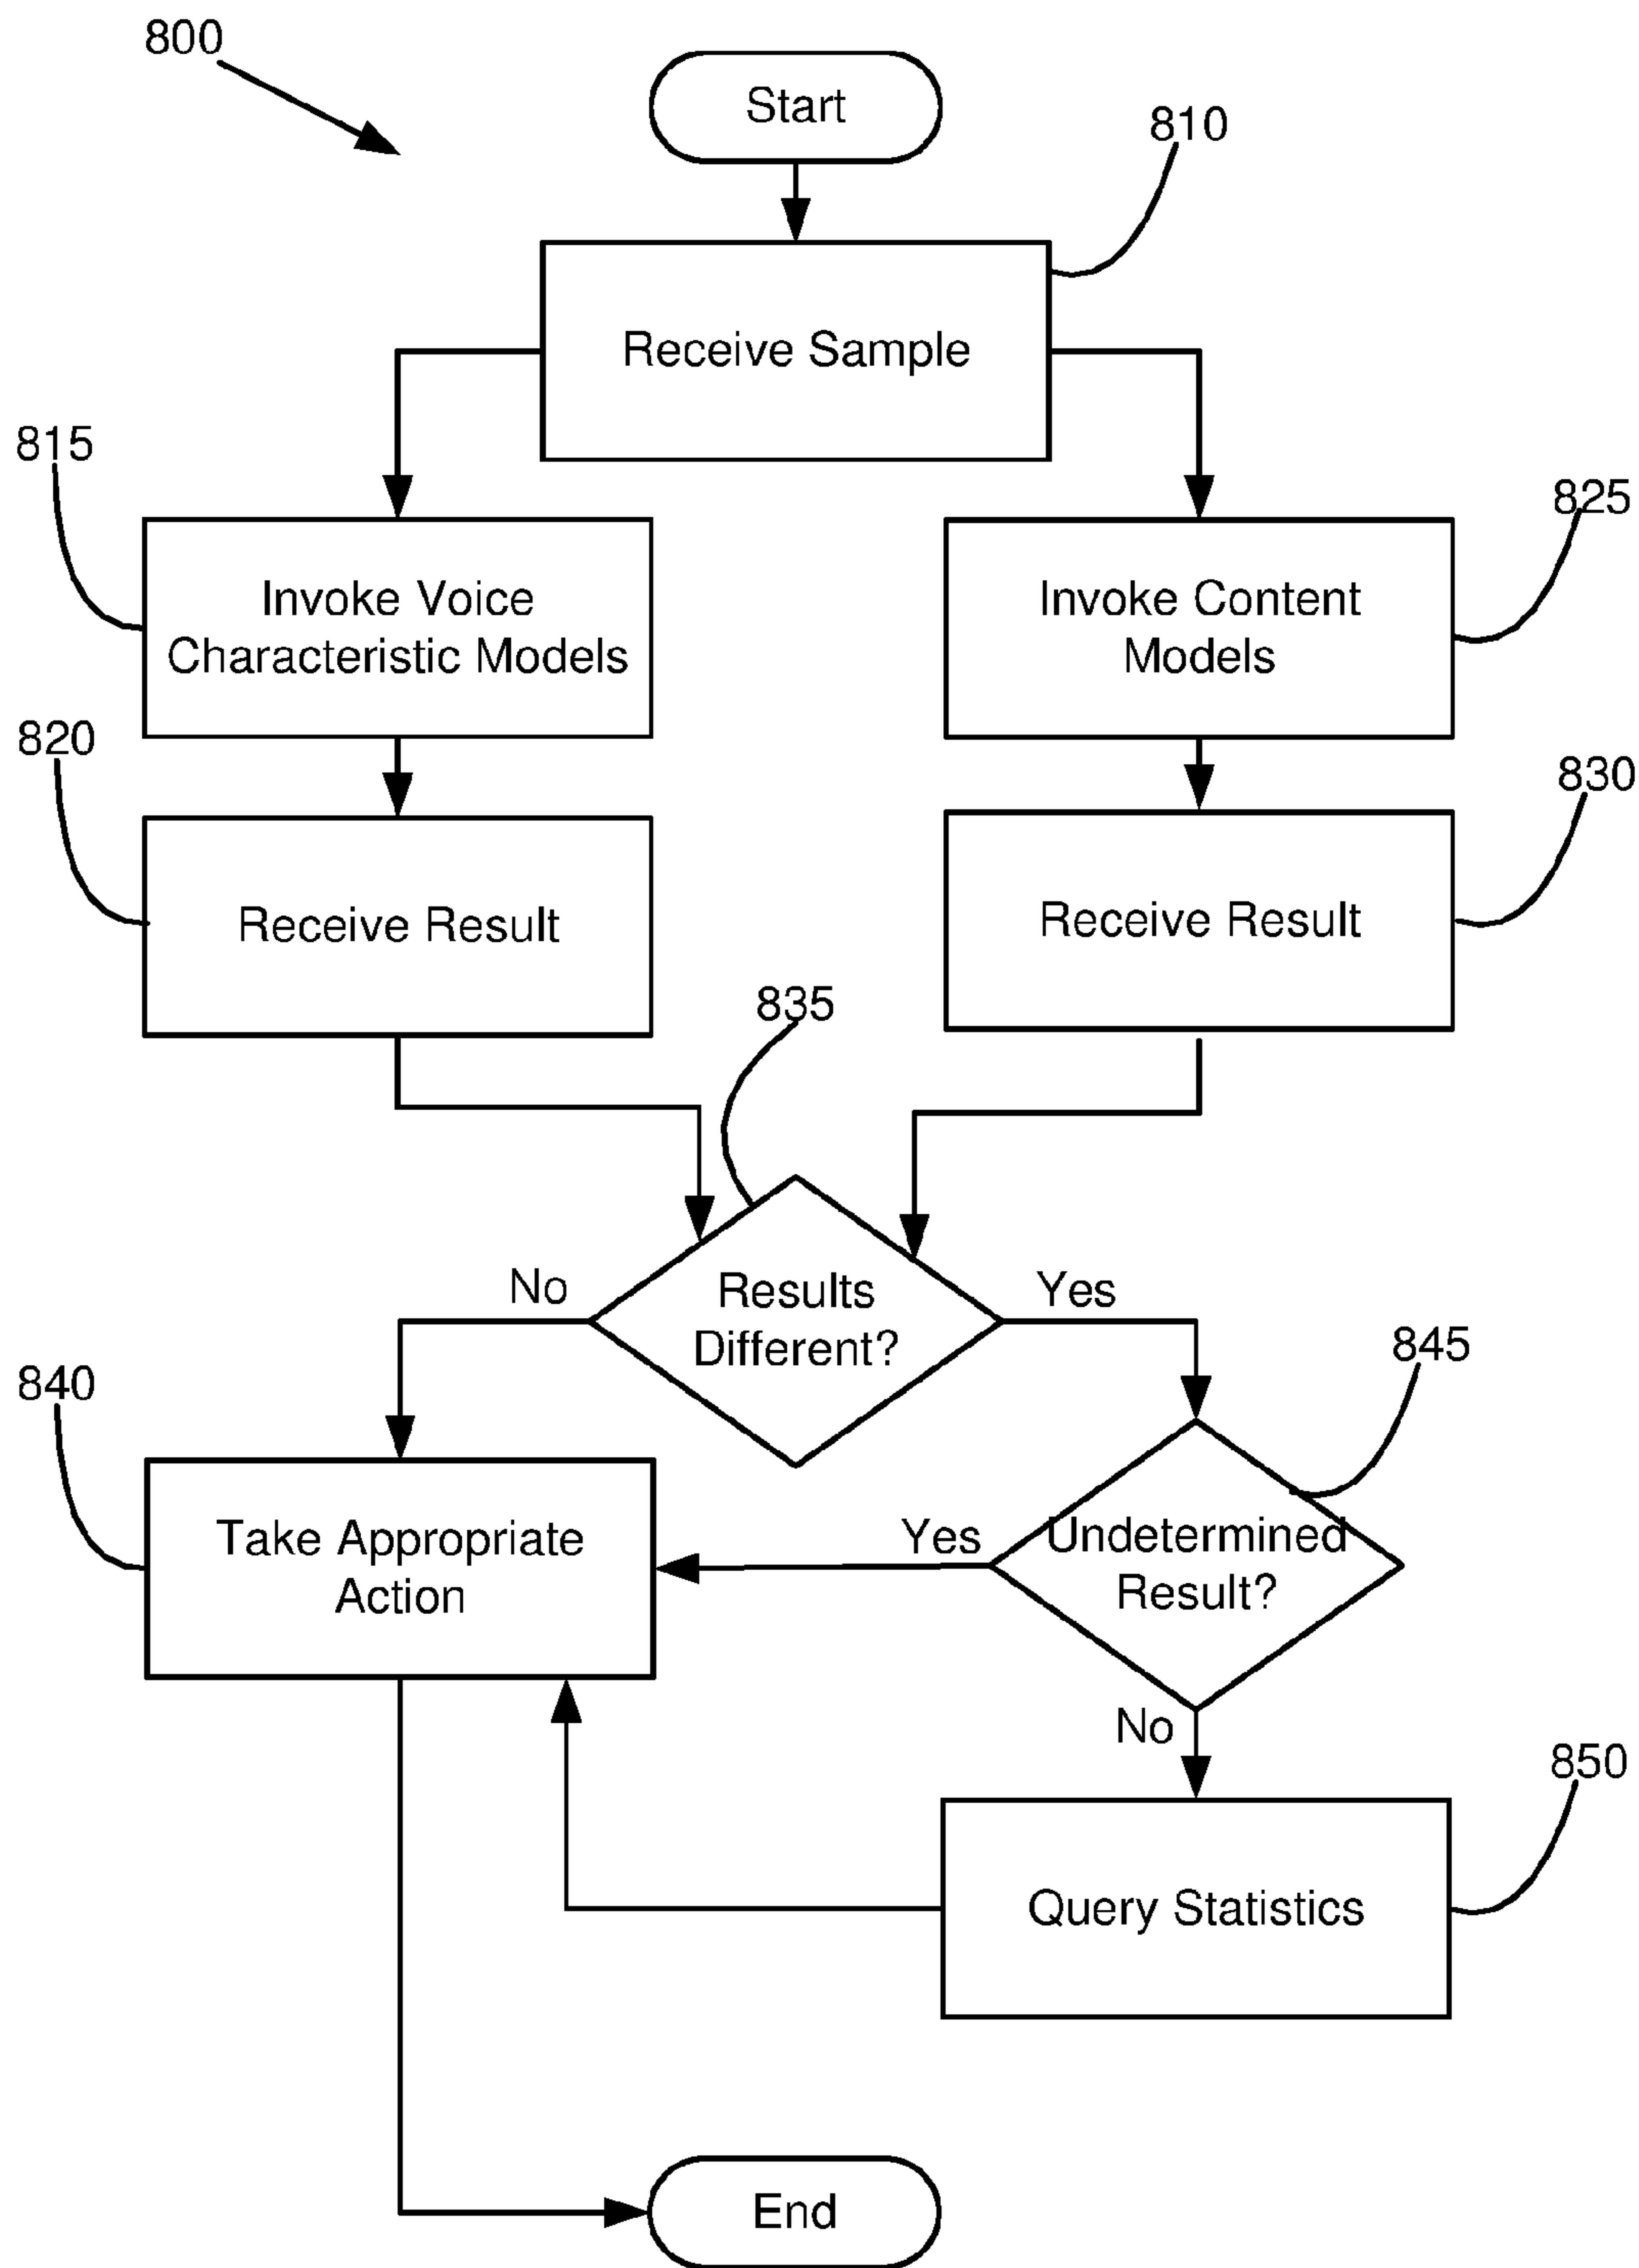 800
Start
810
Receive Sample
815
825
Invoke Voice
Characteristic Models
Invoke Content
Models
820
830
Receive Result
Receive Result
835
No
Results
Different?
Yes
840
845
Take Appropriate
Action
Yes
Undetermined
Result?
No
850
Query Statistics
End